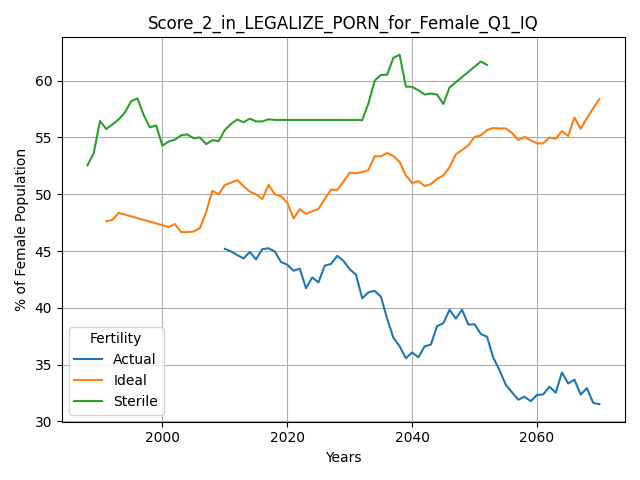 Score_2_in_LEGALIZE_PORN_for_Female_Q1_IQ
% of Female Population
60
55
50
45
40
35
30
Fertility
Actual
Ideal
Sterile
2000
2020
2040
2060
Years